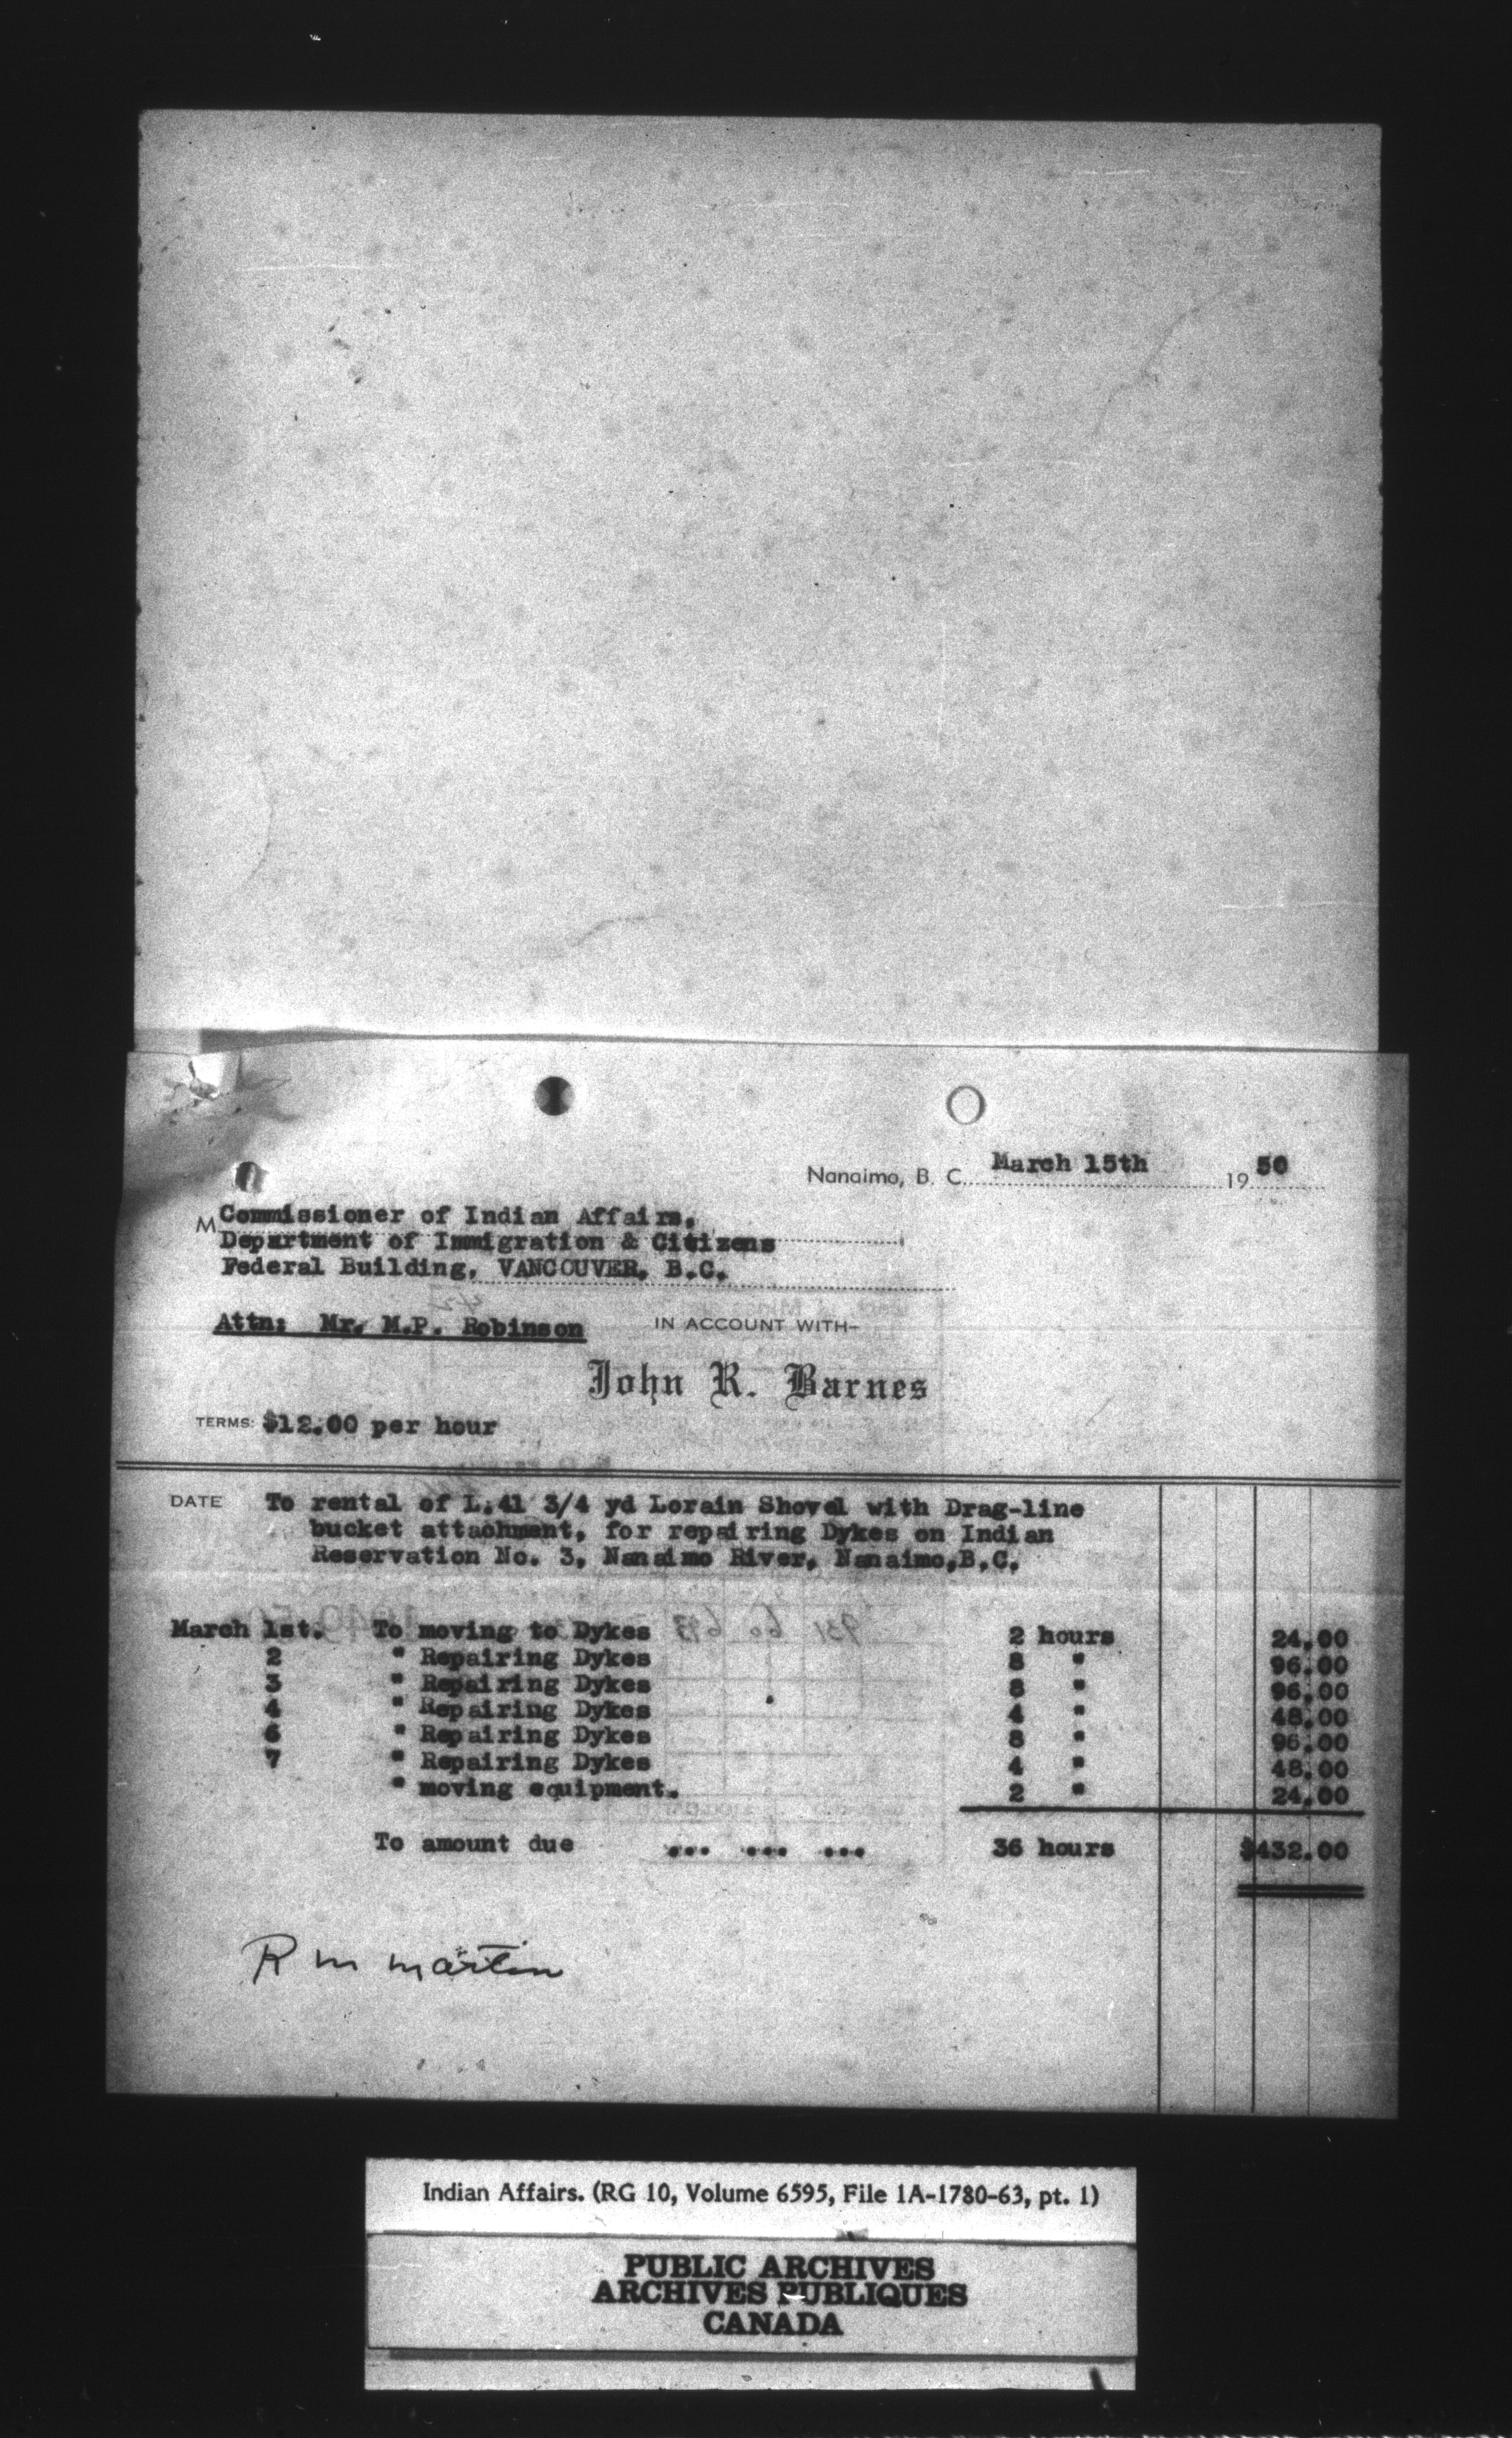 Nanaimo, B. C. March 15th 19 50
M Commissioner of Indian Affairs,
Department of Immigration & Citizens
Federal Building, VANCOUVER, B.C.
Attn: Mr. M.P. Robinson
IN ACCOUNT WITH—
John R. Barnes
TERMS: $12.00 per hour
DATE To rental of L.41 3/4 yd Lorain Shovel with Drag-line
bucket attachment, for repairing Dykes on Indian
Reservation No. 3, Nanaimo River, Nanaimo,B.C.
March 1st. To moving to Dykes 2 hours 24.00
2 " Repairing Dykes 8 " 96.00
3 " Repairing Dykes 8 " 96.00
4 " Repairing Dykes 4 " 48.00
6 " Repairing Dykes 8 " 96.00
7 " Repairing Dykes 4 " 48.00
" moving equipment. 2 " 24.00
To amount due ... ... ... 36 hours $432.00
R m martin
Indian Affairs. (RG 10, Volume 6595, File 1A-1780-63, pt. 1)
PUBLIC ARCHIVES
ARCHIVES PUBLIQUES
CANADA